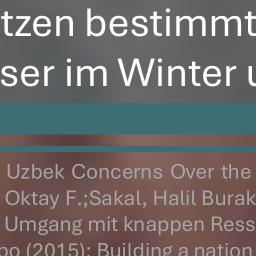 tzen bestimmt
ser im Winter u
Uzbek Concerns Over the
Oktay F.;Sakal, Halil Burak
Umgang mit knappen Ress
bo (2015): Building a nation